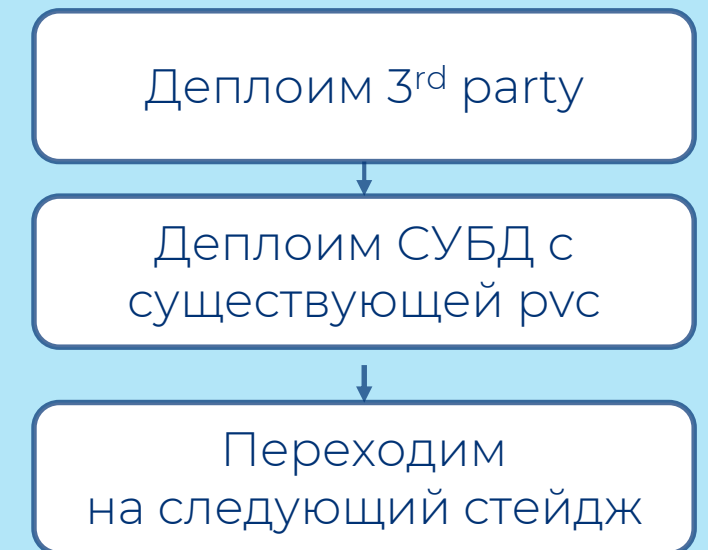 Деплоим 3rd party
Деплоим СУБД с
существующей pvc
Переходим
на следующий стейдж